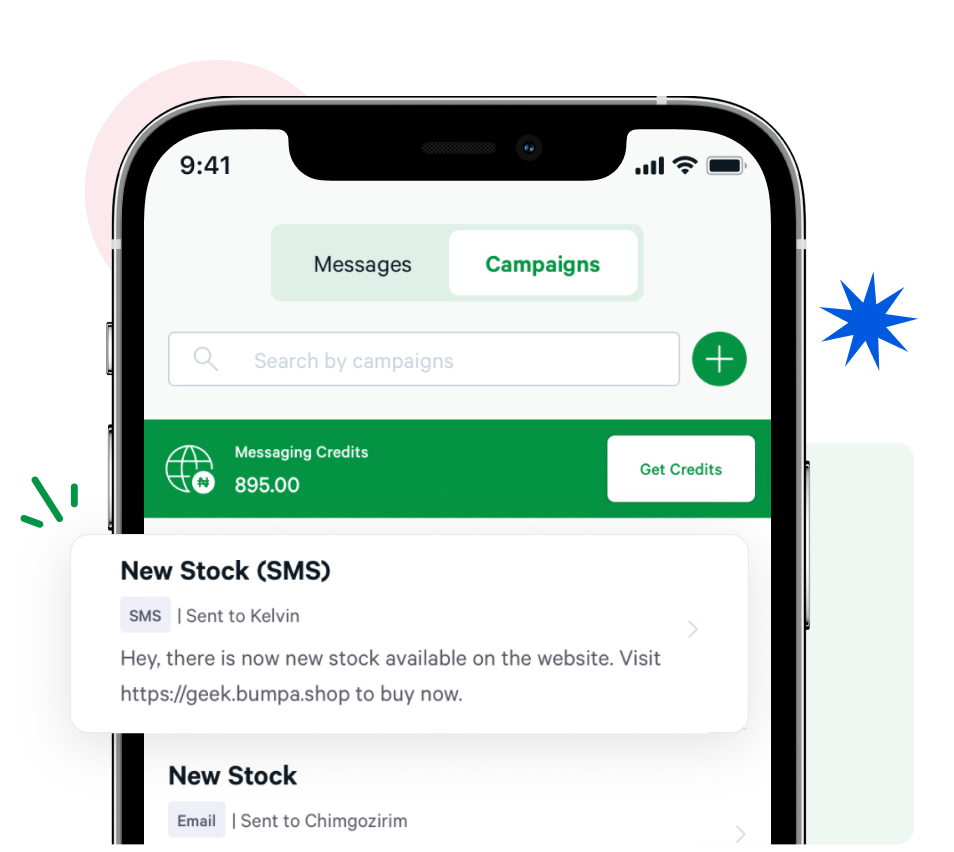 9:41
Messages
Campaigns
Search by campaigns
Messaging Credits
895.00
Get Credits
New Stock (SMS)
SMS | Sent to Kelvin
Hey, there is now new stock available on the website. Visit
https://geek.bumpa.shop to buy now.
New Stock
Email | Sent to Chimgozirim